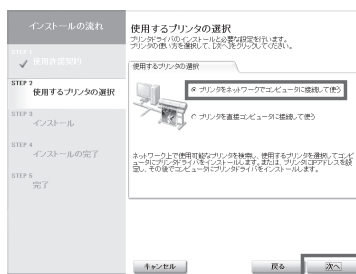 インストールの流れ
STEP 1
使用許諾契約
STEP 2
使用するプリンタの選択
STEP 3
インストール
STEP 4
インストールの完了
STEP 5
完了
使用するプリンタの選択
プリンタドライバのインストールと必要な設定を行います。
プリンタの使い方を選択して、[次へ]をクリックしてください。
使用するプリンタの選択
プリンタをネットワークでコンピュータに接続して使う
プリンタを直接コンピュータに接続して使う
ネットワーク上で使用可能なプリンタを検索し、使用するプリンタを選択してコンピ
ュータにプリンタドライバをインストールします。または、プリンタにIPアドレスを設
定し、その後でコンピュータにプリンタドライバをインストールします。
キャンセル
戻る
次へ